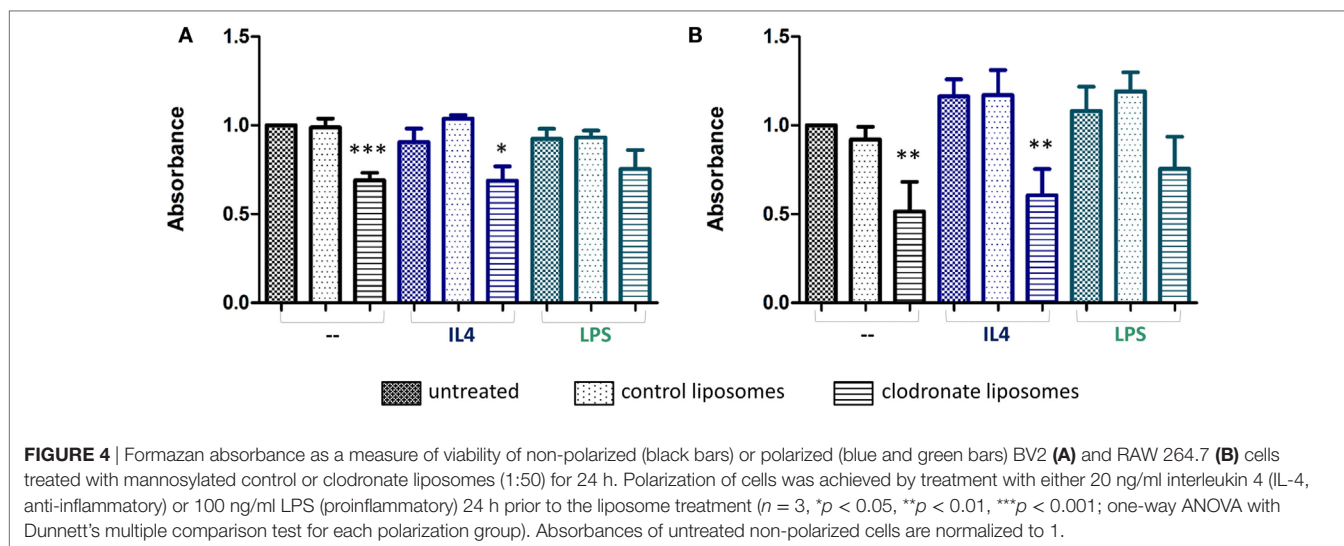 A
B
1.5
1.0
0.5
0.0
Absorbance
***
*
--
IL4
LPS
1.5
1.0
0.5
0.0
Absorbance
**
**
--
IL4
LPS
untreated
control liposomes
clodronate liposomes
FIGURE 4 | Formazan absorbance as a measure of viability of non-polarized (black bars) or polarized (blue and green bars) BV2 (A) and RAW 264.7 (B) cells
treated with mannosylated control or clodronate liposomes (1:50) for 24 h. Polarization of cells was achieved by treatment with either 20 ng/ml interleukin 4 (IL-4,
anti-inflammatory) or 100 ng/ml LPS (proinflammatory) 24 h prior to the liposome treatment (n = 3, *p < 0.05, **p < 0.01, ***p < 0.001; one-way ANOVA with
Dunnett’s multiple comparison test for each polarization group). Absorbances of untreated non-polarized cells are normalized to 1.